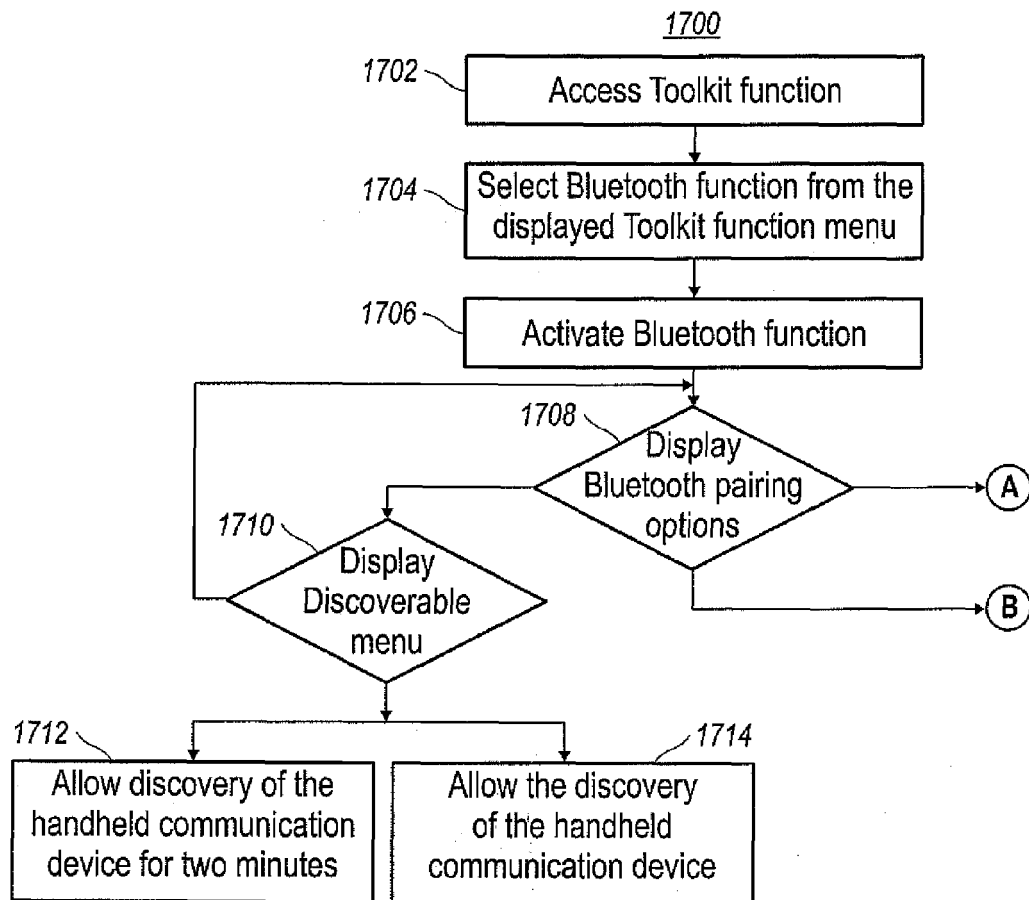 1700
1702
Access Toolkit function
1704
Select Bluetooth function from the
displayed Toolkit function menu
1706
Activate Bluetooth function
1708
Display
Bluetooth pairing
options
A
1710
Display
Discoverable
menu
B
1712
Allow discovery of the
handheld communication
device for two minutes
1714
Allow the discovery
of the handheld
communication device